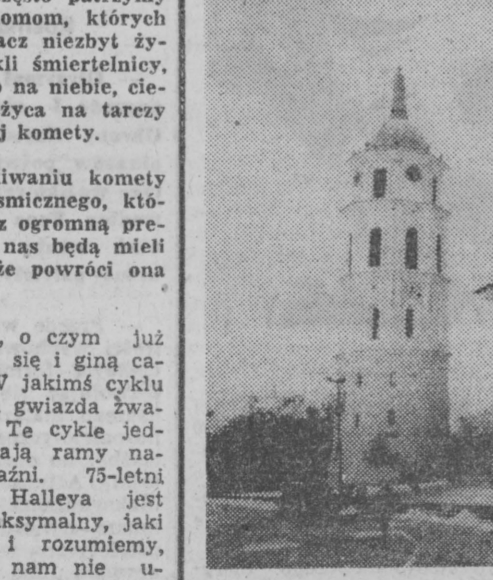 często patrzymy
omom, których
acz niezbyt ży-
kli śmiertelnicy,
o na niebie, cie-
życa na tarczy
j komety.
iwaniu komety
smicznego, któ-
z ogromną pre-
nas będą mieli
że powróci ona
, o czym już
się i giną ca-
W jakimś cyklu
gwiazda zwa-
Te cykle jed-
ają ramy na-
aźni. 75-letni
Halleya jest
ksymalny, jaki
i rozumiemy,
nam nie u-